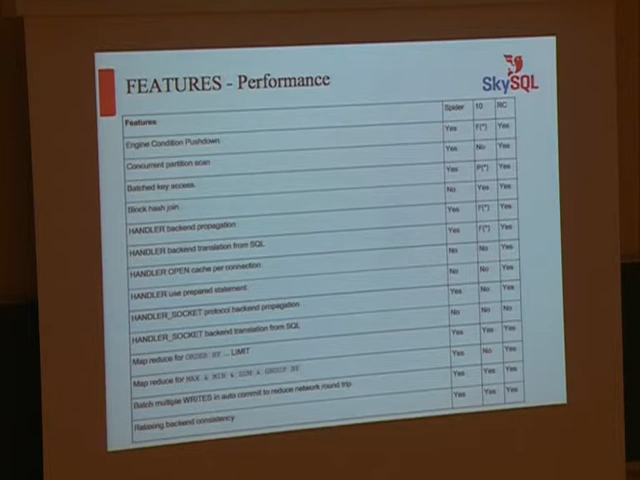 FEATURES - Performance
SkySQL
Features Spider 10 RC
Engine Condition Pushdown Yes F(*) Yes
Concurrent partition scan Yes No Yes
Batched key access Yes P(*) Yes
Block hash join No Yes Yes
HANDLER backend propagation Yes F(*) Yes
HANDLER backend translation from SQL Yes F(*) Yes
HANDLER OPEN cache per connection No No Yes
HANDLER use prepared statement No No Yes
HANDLER_SOCKET protocol backend propagation Yes No Yes
HANDLER_SOCKET backend translation from SQL No No No
Map reduce for ORDER BY ... LIMIT Yes Yes Yes
Map reduce for MAX & MIN & SUM & GROUP BY Yes No Yes
Batch multiple WRITES in auto commit to reduce network round trip Yes Yes Yes
Relaxing backend consistency Yes Yes Yes